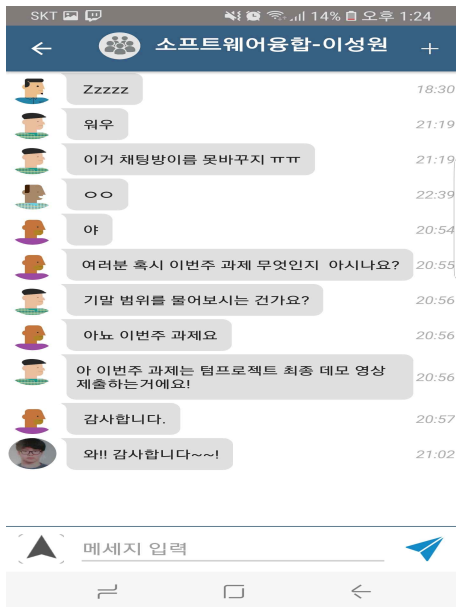 SKT 14% 오후 1:24
소프트웨어융합-이성원
Zzzzz 18:30
워우 21:19
이거 채팅방이름 못바꾸지 ㅠㅠ 21:19
ㅇㅇ 22:39
야 20:54
여러분 혹시 이번주 과제 무엇인지 아시나요? 20:55
기말 범위를 물어보시는 건가요? 20:56
아뇨 이번주 과제요 20:56
아 이번주 과제는 텀프로젝트 최종 데모 영상
제출하는거에요! 20:56
감사합니다. 20:57
와!! 감사합니다~~! 21:02
메세지 입력